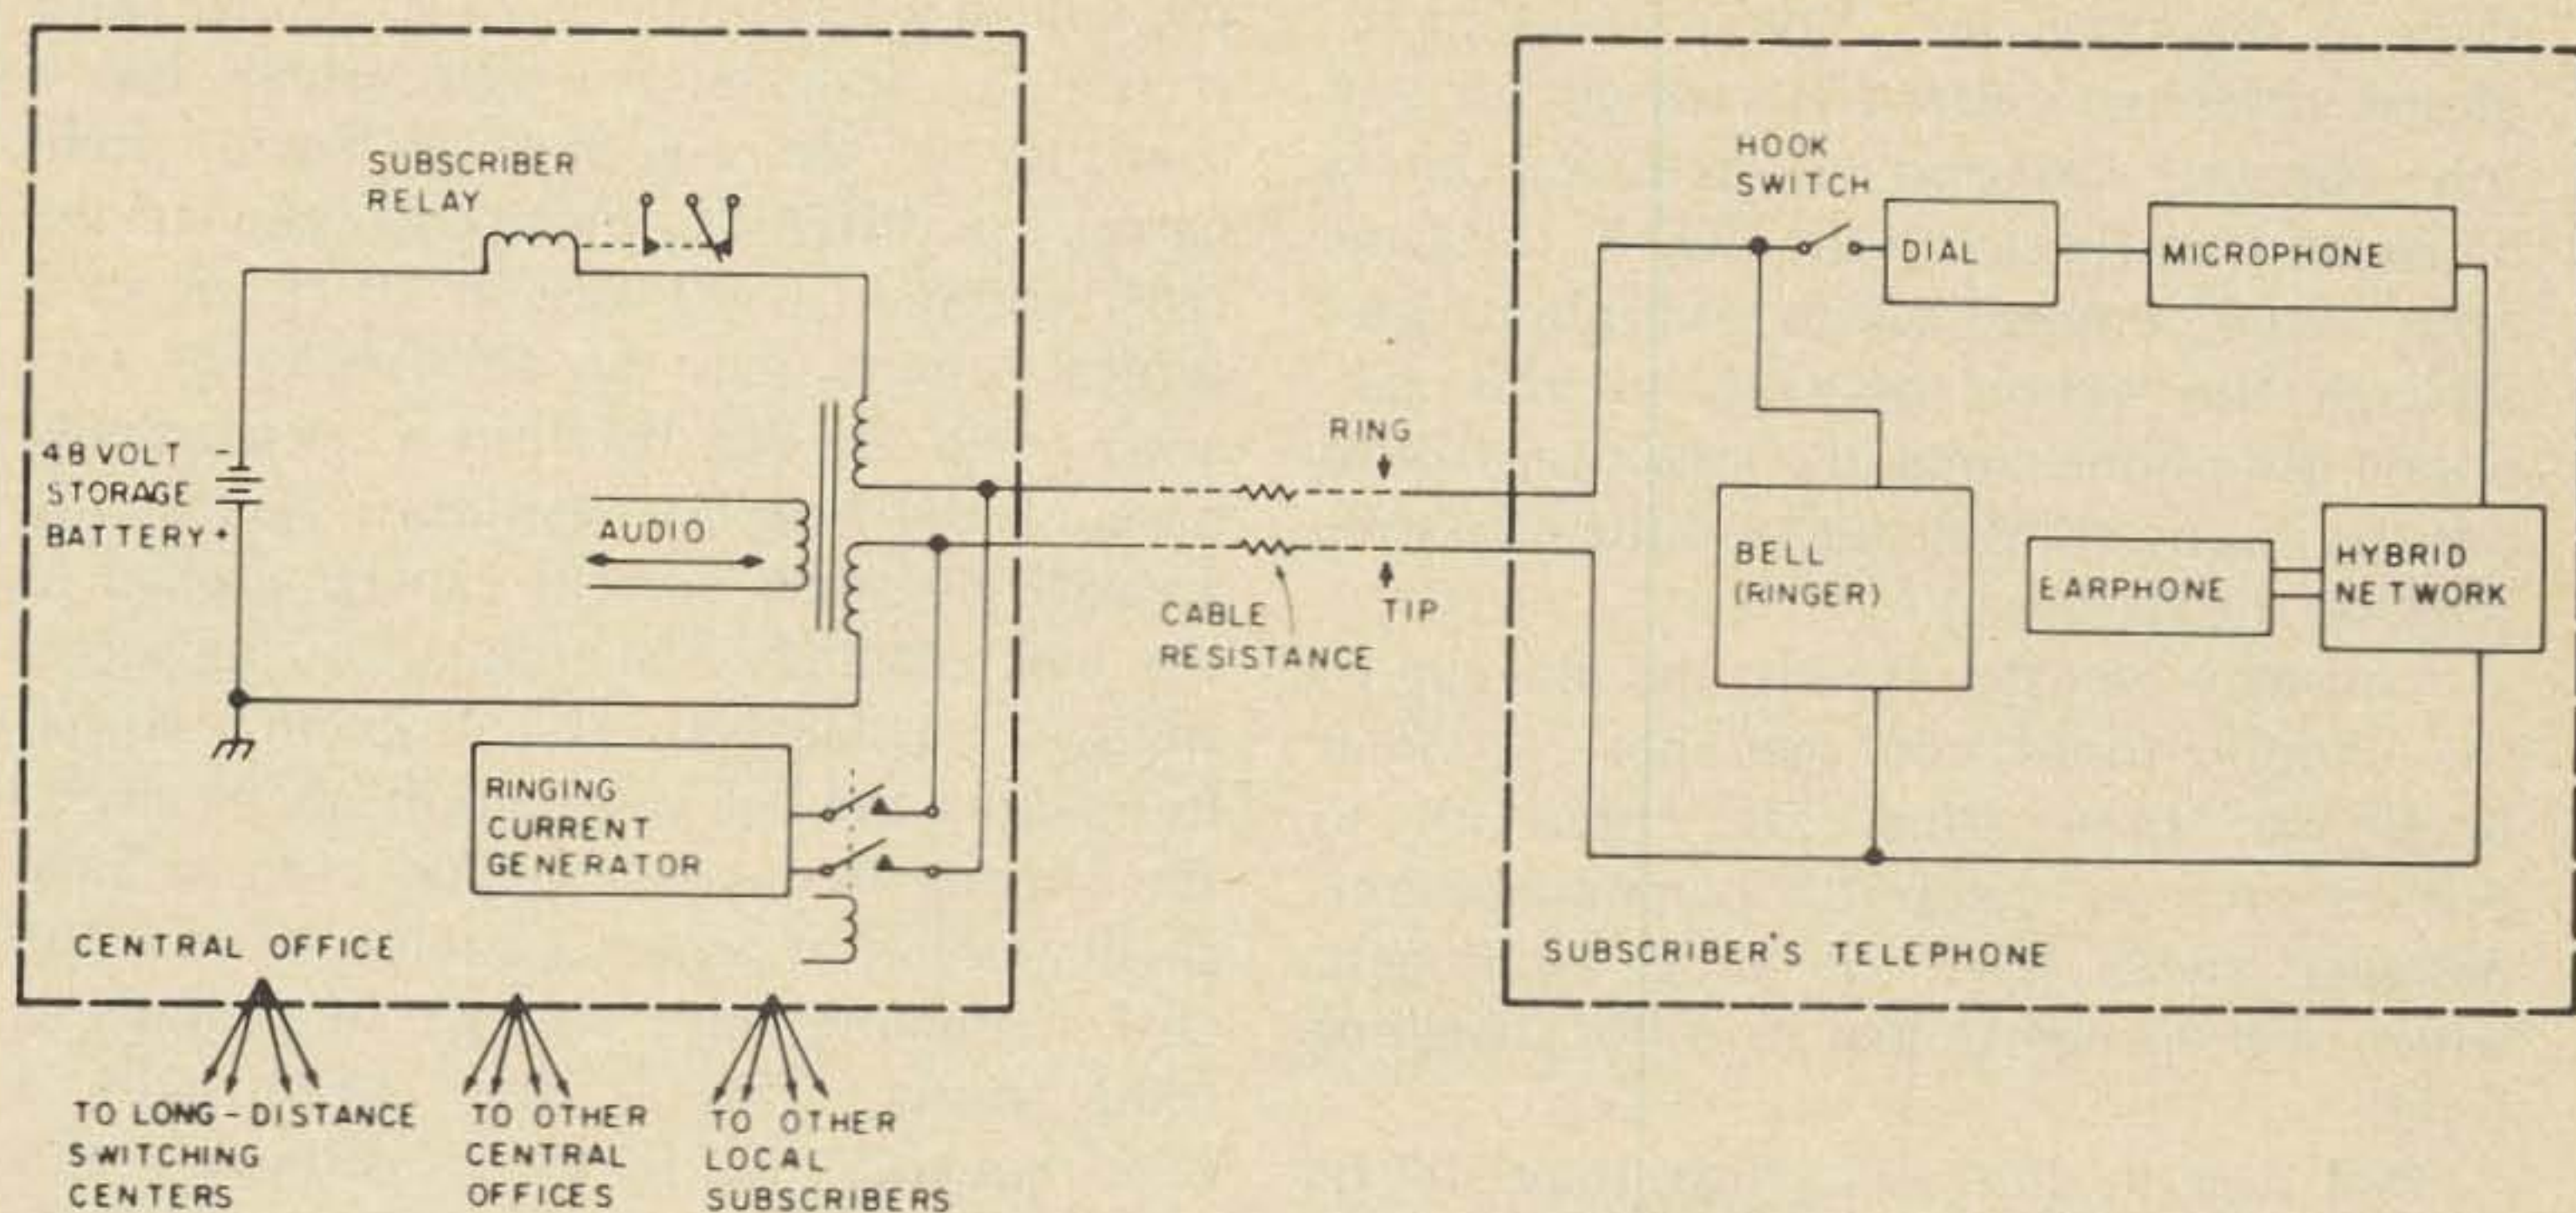 SUBSCRIBER
RELAY
48 VOLT -
STORAGE
BATTERY +
AUDIO
RINGING
CURRENT
GENERATOR
CENTRAL OFFICE
TO LONG-DISTANCE
SWITCHING
CENTERS
TO OTHER
CENTRAL
OFFICES
TO OTHER
LOCAL
SUBSCRIBERS
RING
TIP
CABLE
RESISTANCE
HOOK
SWITCH
DIAL
MICROPHONE
BELL
(RINGER)
EARPHONE
HYBRID
NETWORK
SUBSCRIBER'S TELEPHONE